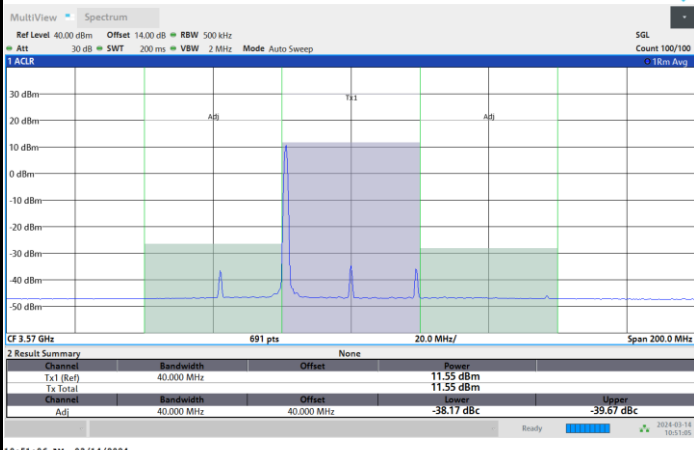 MultiView Spectrum
Ref Level 40.00 dBm Offset 14.00 dB RBW 500 kHz SGL
Att 30 dB SWT 200 ms VBW 2 MHz Mode Auto Sweep Count 100/100
1 ACLR 1Rm Avg
30 dBm
Tx1
20 dBm
Adj Adj
10 dBm
0 dBm
-10 dBm
-20 dBm
-30 dBm
-40 dBm
-50 dBm
CF 3.57 GHz 691 pts 20.0 MHz/ Span 200.0 MHz
2 Result Summary None
Channel Bandwidth Offset Power
Tx1 (Ref) 40.000 MHz 11.55 dBm
Tx Total 11.55 dBm
Channel Bandwidth Offset Lower Upper
Adj 40.000 MHz 40.000 MHz -38.17 dBc -39.67 dBc
Ready 2024-03-14
10:51:05